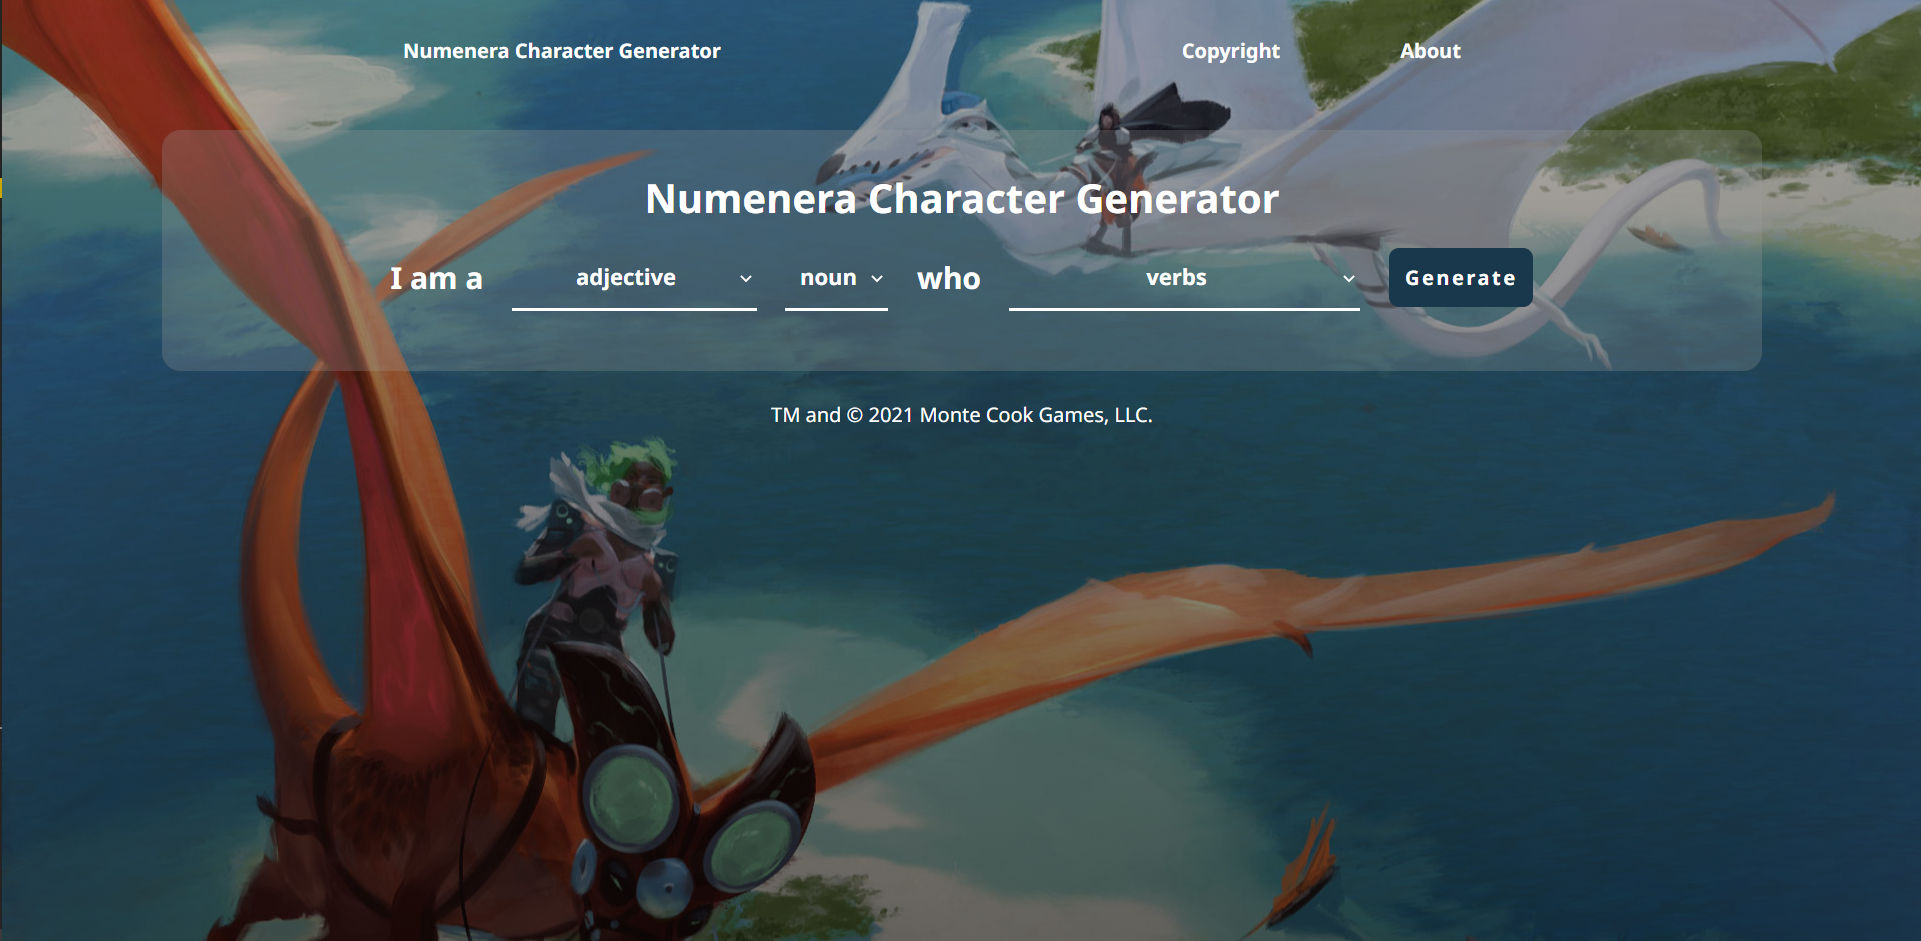 Numenera Character Generator Copyright About
Numenera Character Generator
I am a adjective noun who verbs Generate
TM and © 2021 Monte Cook Games, LLC.